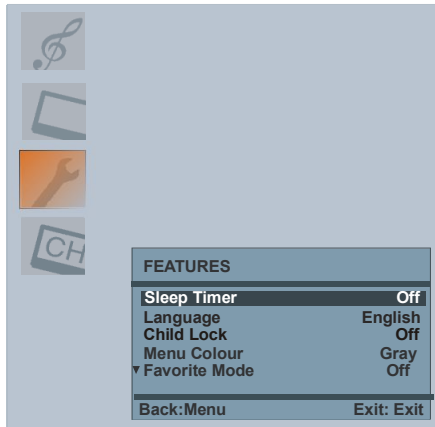 CH
FEATURES
Sleep Timer Off
Language English
Child Lock Off
Menu Colour Gray
▼Favorite Mode Off
Back:Menu Exit: Exit